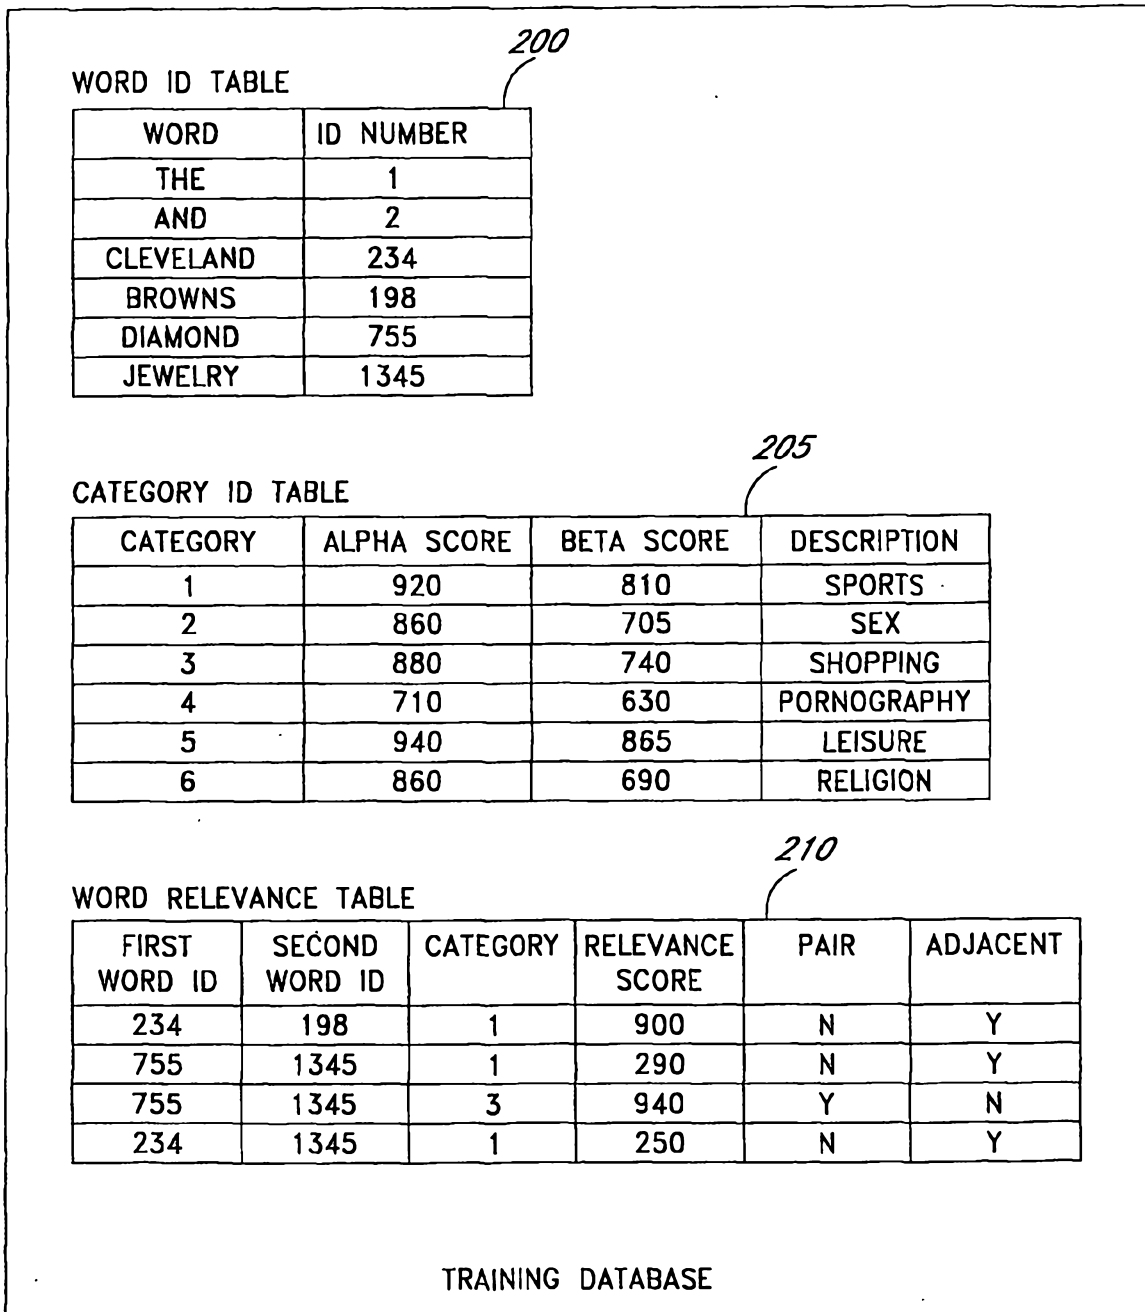 200
WORD ID TABLE
WORD ID NUMBER
THE 1
AND 2
CLEVELAND 234
BROWNS 198
DIAMOND 755
JEWELRY 1345
205
CATEGORY ID TABLE
CATEGORY ALPHA SCORE BETA SCORE DESCRIPTION
1 920 810 SPORTS
2 860 705 SEX
3 880 740 SHOPPING
4 710 630 PORNOGRAPHY
5 940 865 LEISURE
6 860 690 RELIGION
210
WORD RELEVANCE TABLE
FIRST SECOND CATEGORY RELEVANCE PAIR ADJACENT
WORD ID WORD ID SCORE
234 198 1 900 N Y
755 1345 1 290 N Y
755 1345 3 940 Y N
234 1345 1 250 N Y
TRAINING DATABASE